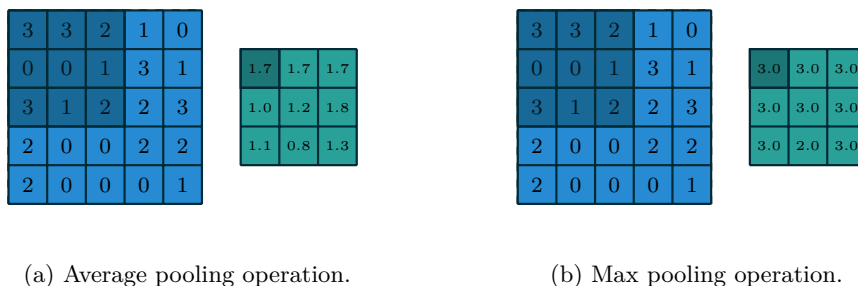 3 3 2 1 0
0 0 1 3 1
3 1 2 2 3
2 0 0 2 2
2 0 0 0 1
1.7 1.7 1.7
1.0 1.2 1.8
1.1 0.8 1.3
(a) Average pooling operation.
3 3 2 1 0
0 0 1 3 1
3 1 2 2 3
2 0 0 2 2
2 0 0 0 1
3.0 3.0 3.0
3.0 3.0 3.0
3.0 2.0 3.0
(b) Max pooling operation.